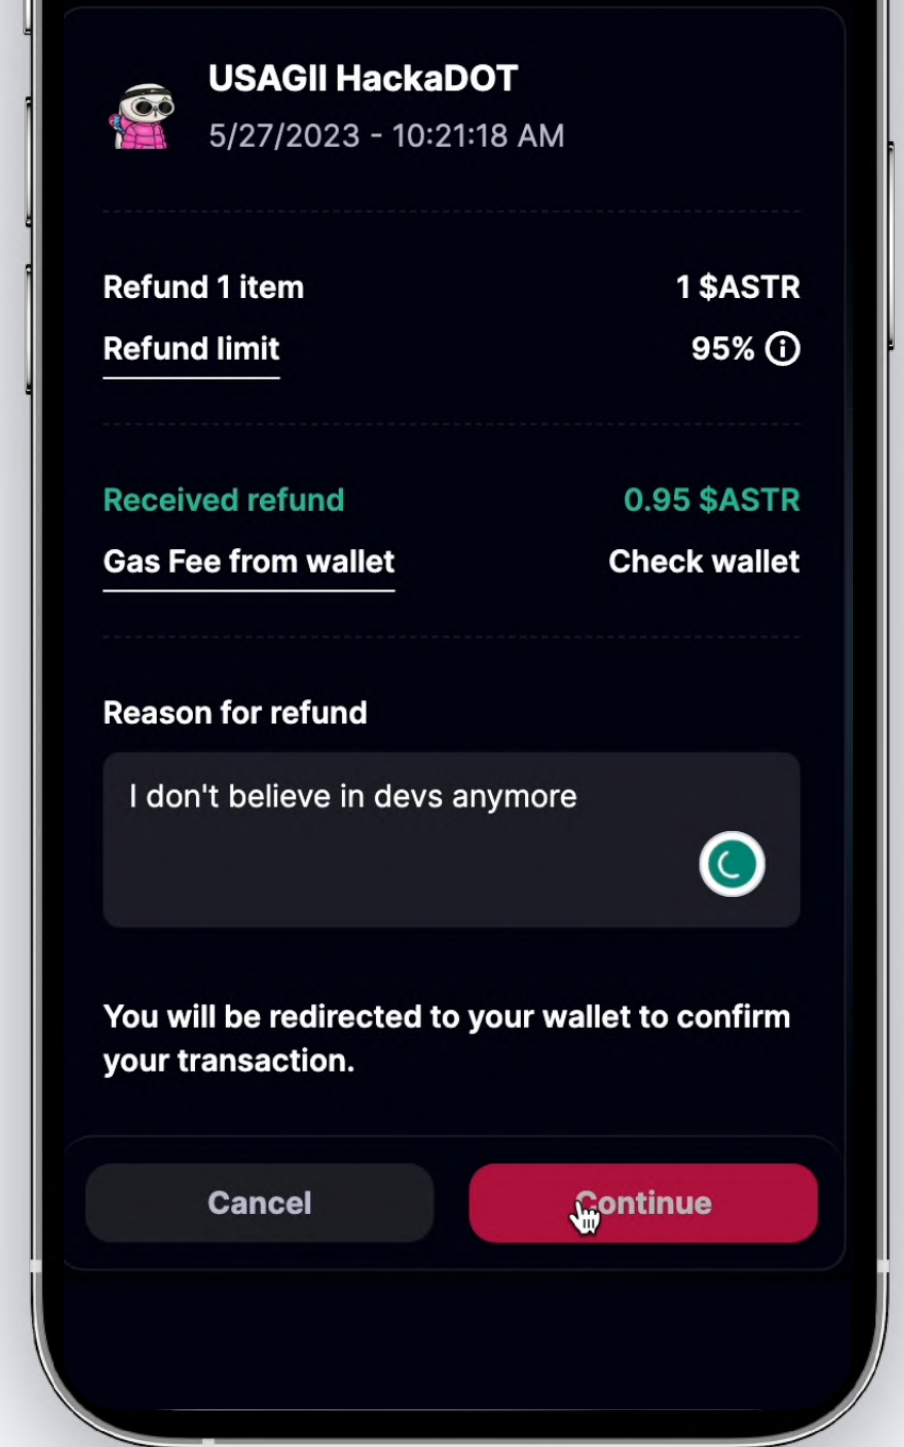 USAGII HackaDOT
5/27/2023 - 10:21:18 AM
Refund 1 item 1 $ASTR
Refund limit 95%
Received refund 0.95 $ASTR
Gas Fee from wallet Check wallet
Reason for refund
I don't believe in devs anymore
You will be redirected to your wallet to confirm
your transaction.
Cancel Continue